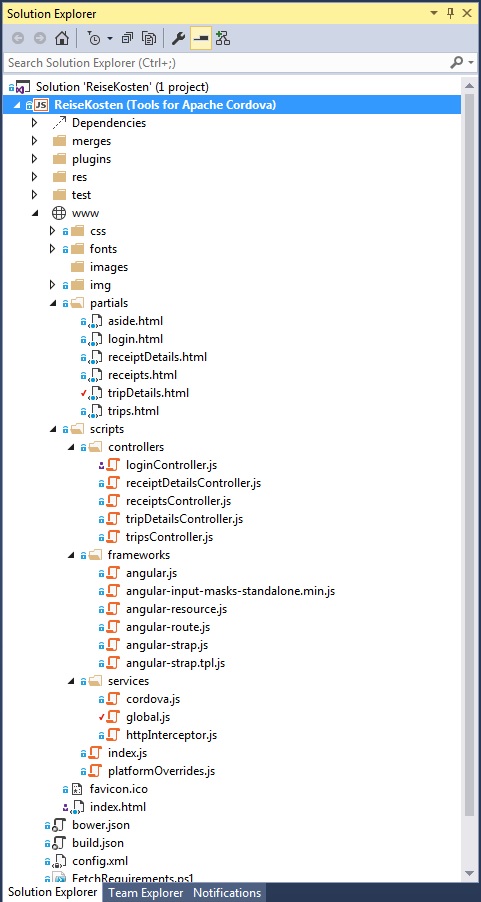 Solution Explorer
Search Solution Explorer (Ctrl+;)
Solution 'ReiseKosten' (1 project)
JS ReiseKosten (Tools for Apache Cordova)
Dependencies
merges
plugins
res
test
www
css
fonts
images
img
partials
aside.html
login.html
receiptDetails.html
receipts.html
tripDetails.html
trips.html
scripts
controllers
loginController.js
receiptDetailsController.js
receiptsController.js
tripDetailsController.js
tripsController.js
frameworks
angular.js
angular-input-masks-standalone.min.js
angular-resource.js
angular-route.js
angular-strap.js
angular-strap.tpl.js
services
cordova.js
global.js
httpInterceptor.js
index.js
platformOverrides.js
favicon.ico
index.html
bower.json
build.json
config.xml
FetchRequirements.ps1
Solution Explorer Team Explorer Notifications